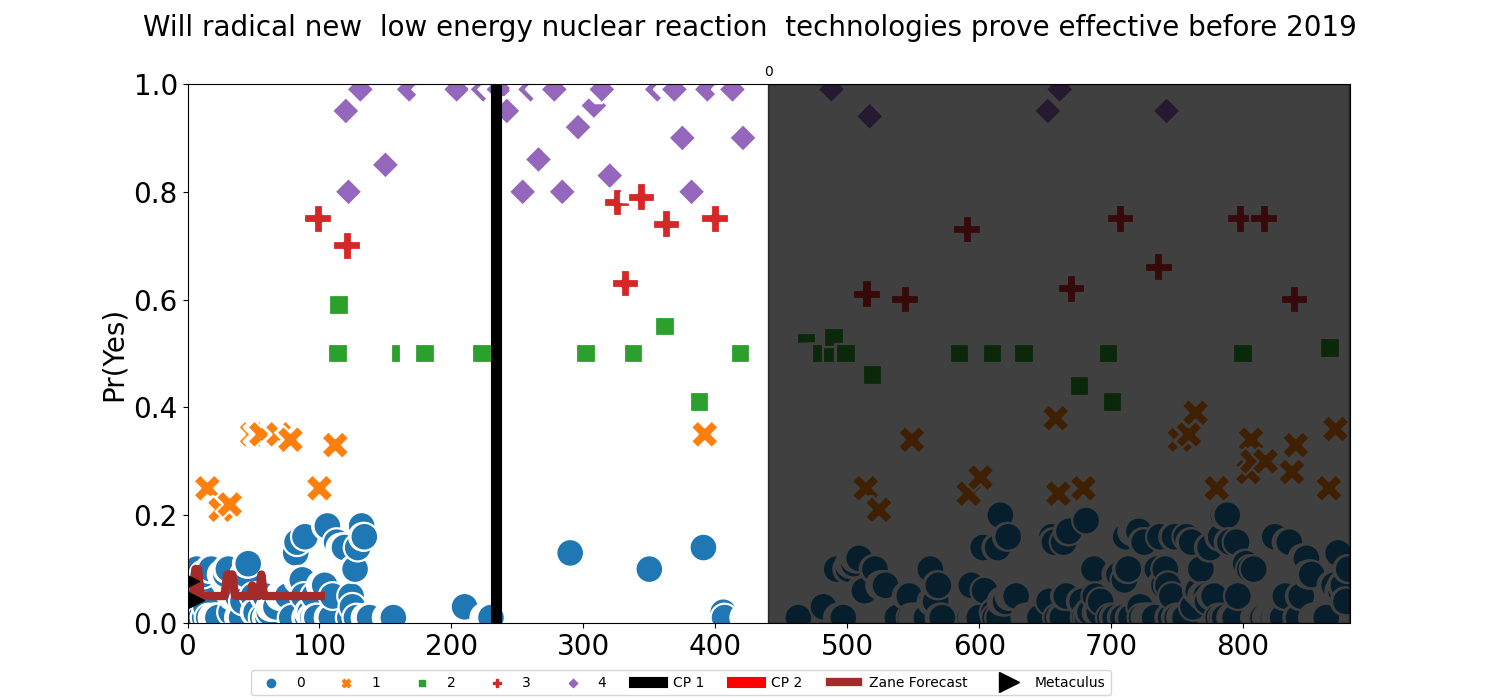 Will radical new  low energy nuclear reaction  technologies prove effective before 2019
0
1.0
0.8
0.6
0.4
0.2
0.0
Pr(Yes)
0 100 200 300 400 500 600 700 800
0 1 2 3 4 CP 1 CP 2 Zane Forecast Metaculus